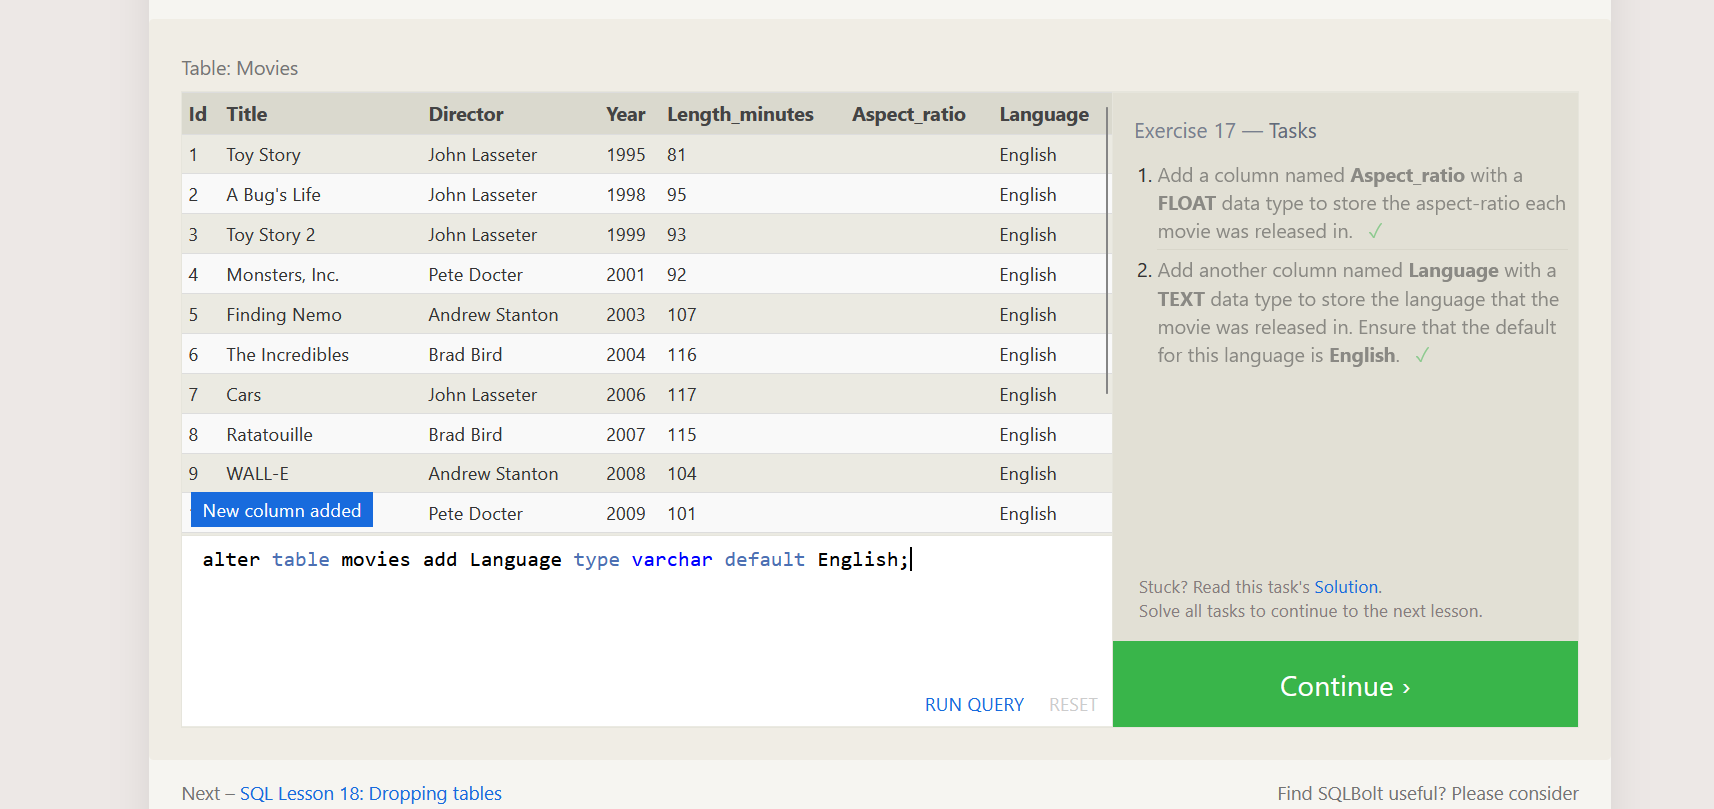 Table: Movies
Id Title Director Year Length_minutes Aspect_ratio Language
1 Toy Story John Lasseter 1995 81 English
2 A Bug's Life John Lasseter 1998 95 English
3 Toy Story 2 John Lasseter 1999 93 English
4 Monsters, Inc. Pete Docter 2001 92 English
5 Finding Nemo Andrew Stanton 2003 107 English
6 The Incredibles Brad Bird 2004 116 English
7 Cars John Lasseter 2006 117 English
8 Ratatouille Brad Bird 2007 115 English
9 WALL-E Andrew Stanton 2008 104 English
New column added Pete Docter 2009 101 English
alter table movies add Language type varchar default English;
RUN QUERY RESET
Exercise 17 — Tasks
1. Add a column named Aspect_ratio with a
FLOAT data type to store the aspect-ratio each
movie was released in. ✓
2. Add another column named Language with a
TEXT data type to store the language that the
movie was released in. Ensure that the default
for this language is English. ✓
Stuck? Read this task's Solution.
Solve all tasks to continue to the next lesson.
Continue ›
Next – SQL Lesson 18: Dropping tables
Find SQLBolt useful? Please consider